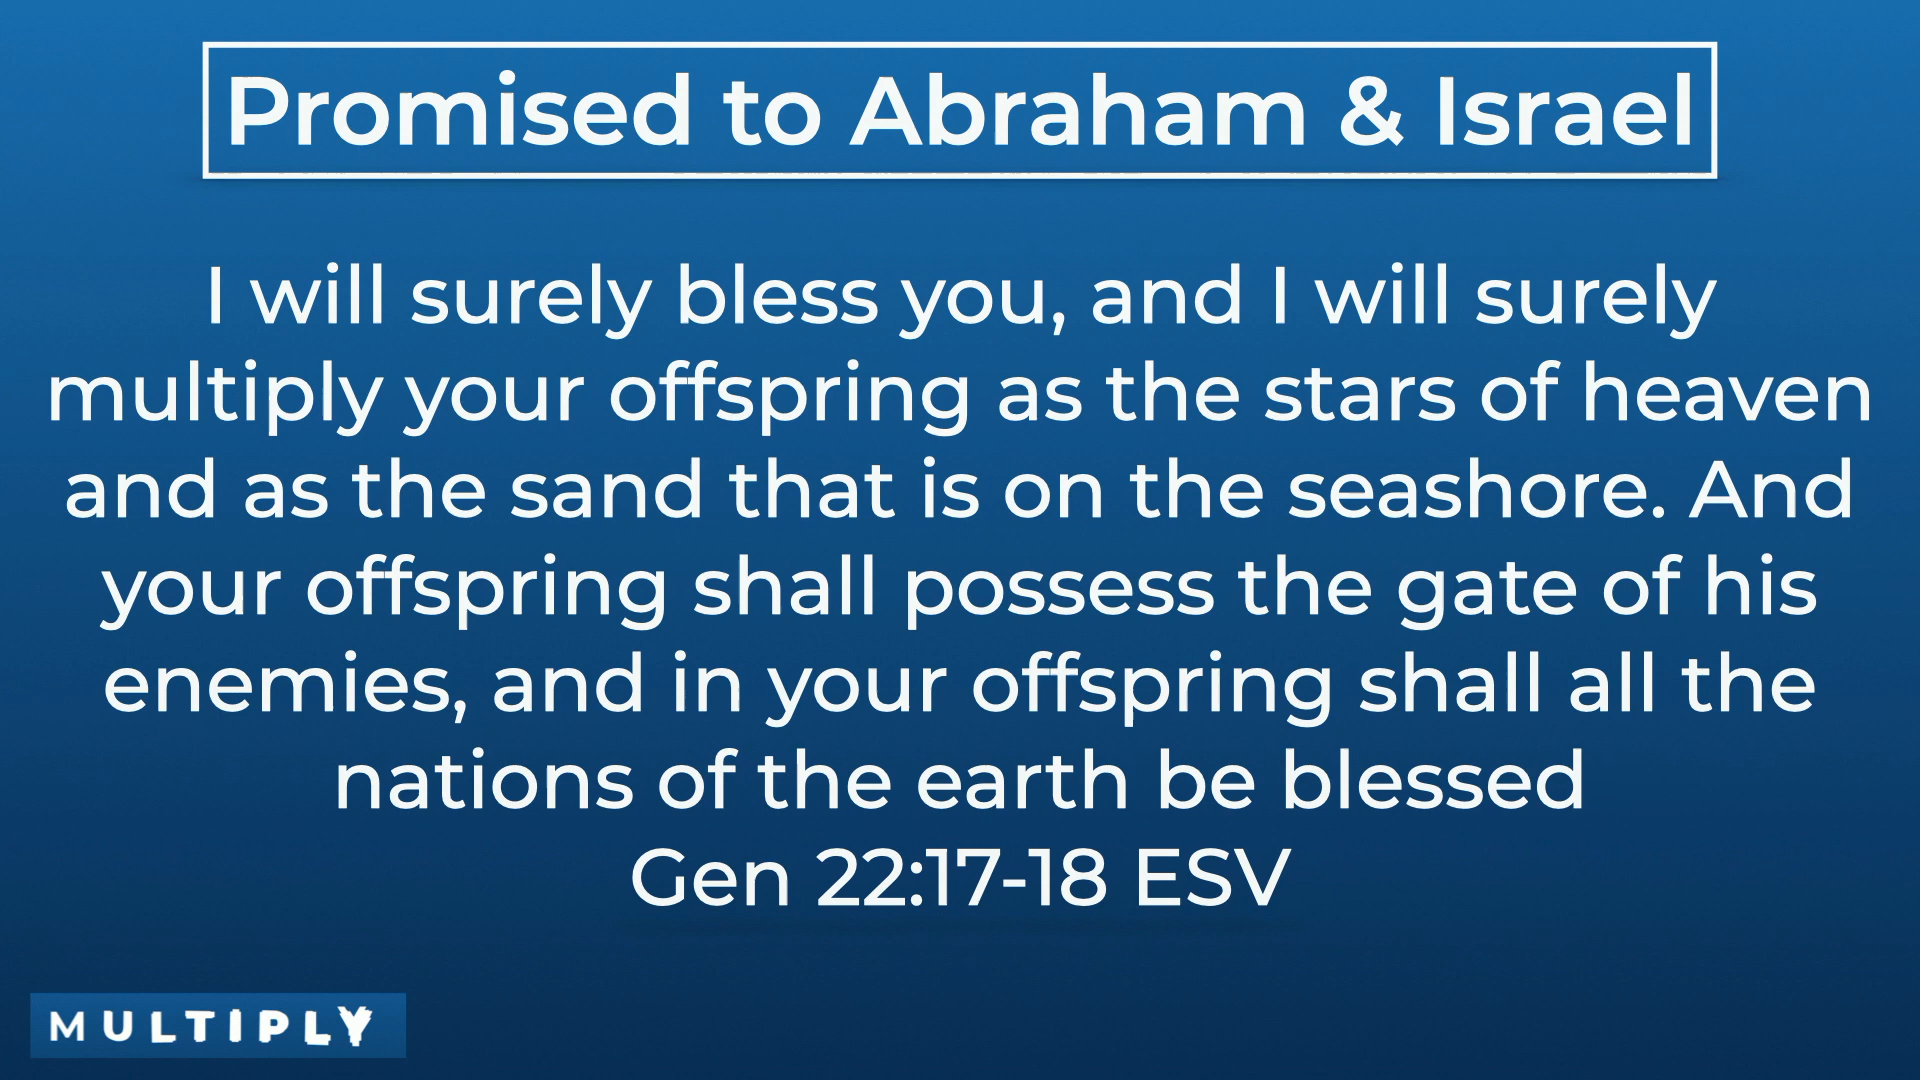 Promised to Abraham & Israel
I will surely bless you, and I will surely
multiply your offspring as the stars of heaven
and as the sand that is on the seashore. And
your offspring shall possess the gate of his
enemies, and in your offspring shall all the
nations of the earth be blessed
Gen 22:17-18 ESV
MULTIPLY